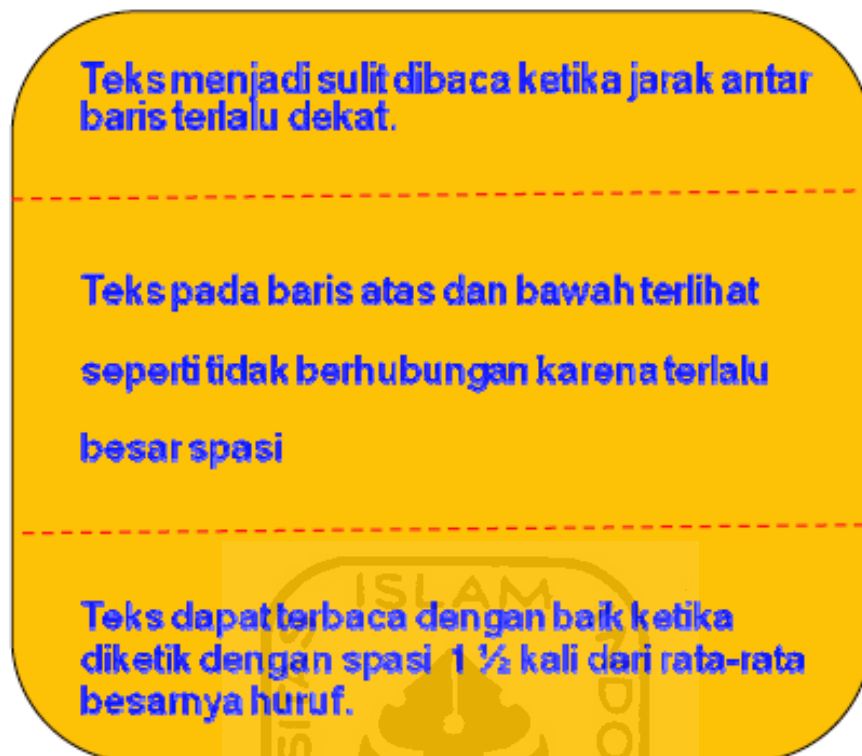 Teks menjadi sulit dibaca ketika jarak antar
baris terlalu dekat.
Teks pada baris atas dan bawah terlihat
seperti tidak berhubungan karena terlalu
besar spasi
Teks dapat terbaca dengan baik ketika
diketik dengan spasi 1 ½ kali dari rata-rata
besarnya huruf.
ISLAM